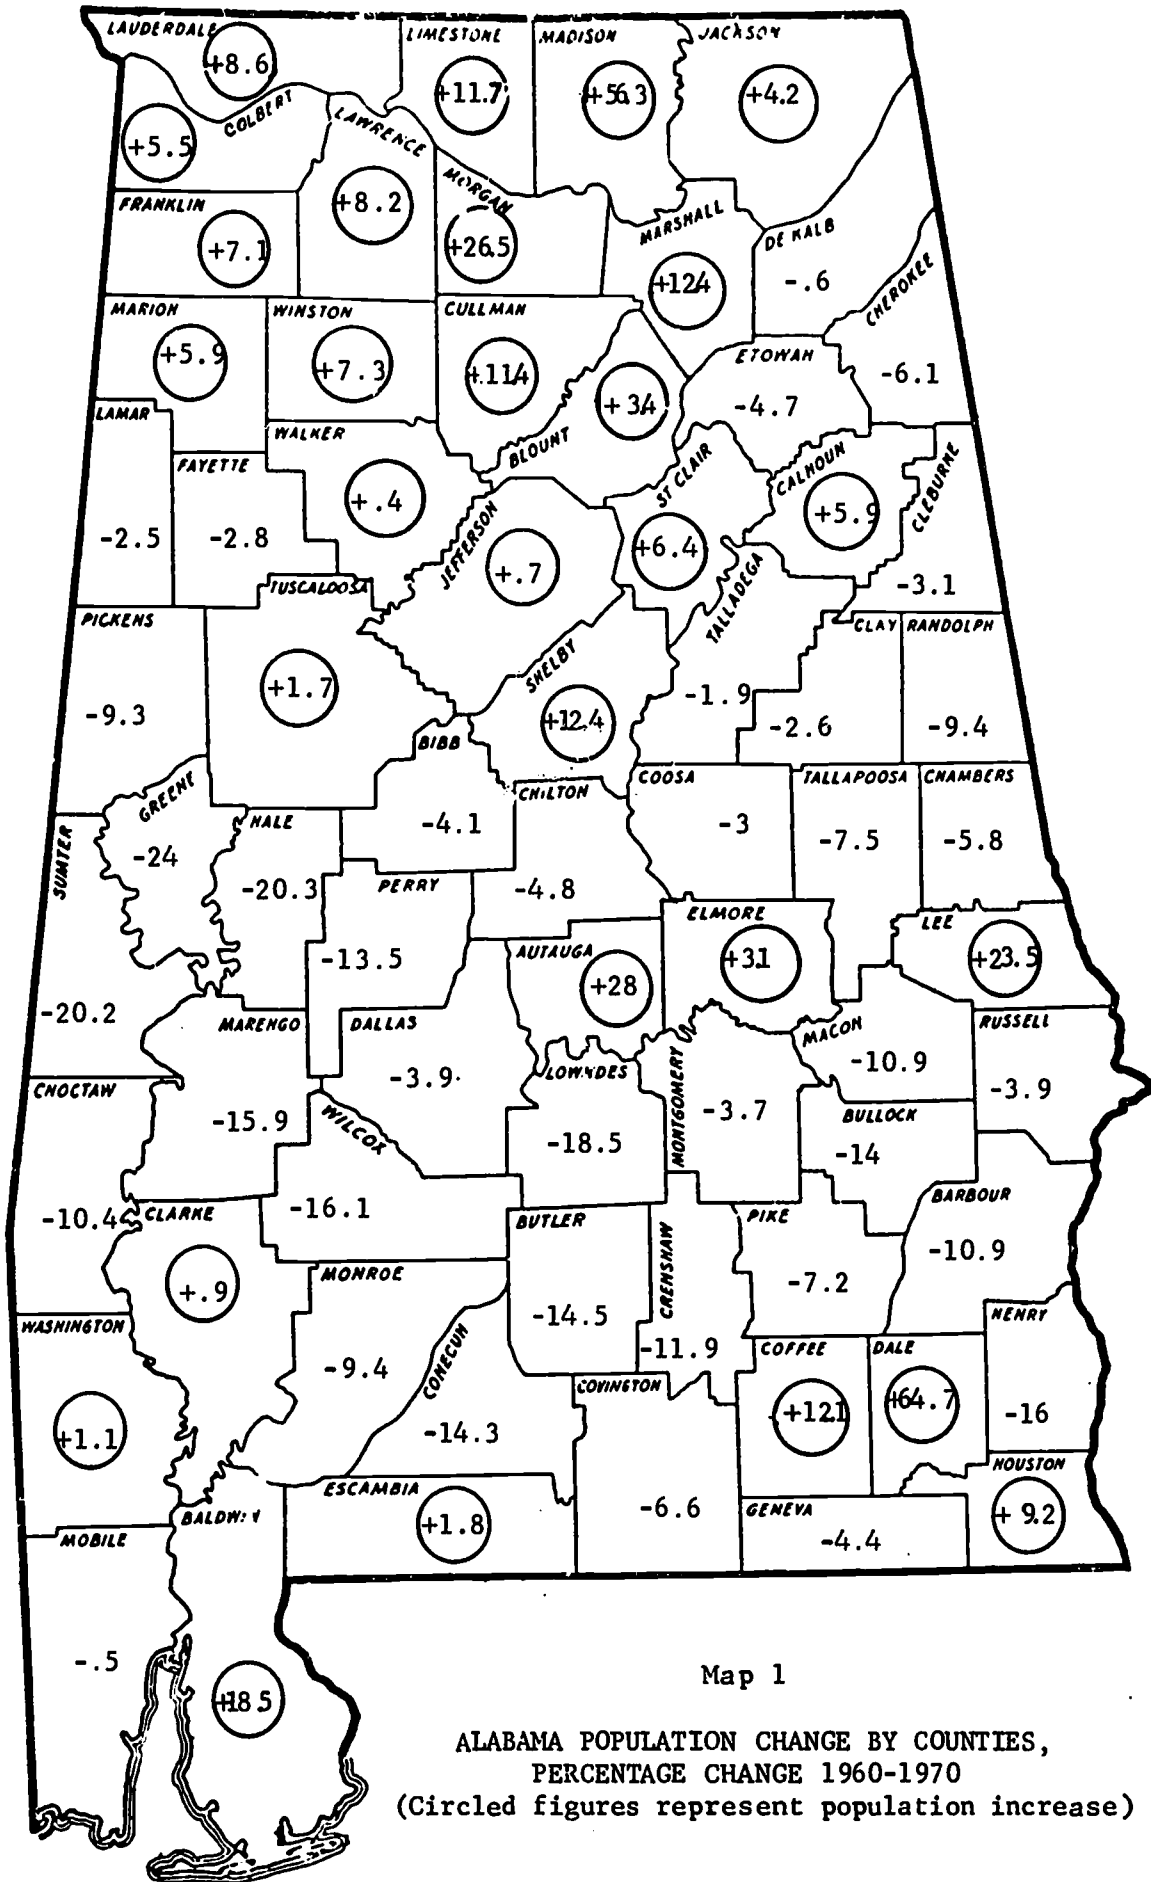 LAUDERDALE
+8.6
LIMESTONE
+11.7
MADISON
+56.3
JACKSON
+4.2
COLBERT
+5.5
LAWRENCE
+8.2
MORGAN
+26.5
FRANKLIN
+7.1
MARSHALL
+124
DE KALB
-.6
CHEROKEE
-6.1
MARION
+5.9
WINSTON
+7.3
CULLMAN
+114
BLOUNT
+34
ETOWAH
-4.7
LAMAR
-2.5
FAYETTE
-2.8
WALKER
+.4
JEFFERSON
+.7
ST CLAIR
+6.4
CALHOUN
+5.9
CLEBURNE
-3.1
TUSCALOOSA
+1.7
PICKENS
-9.3
SHELBY
+12.4
TALLADEGA
-1.9
CLAY
-2.6
RANDOLPH
-9.4
BIBB
-4.1
GREENE
-24
HALE
-20.3
CHILTON
-4.8
COOSA
-3
TALLAPOOSA
-7.5
CHAMBERS
-5.8
SUMTER
-20.2
PERRY
-13.5
AUTAUGA
+28
ELMORE
+31
LEE
+23.5
MARENGO
-15.9
DALLAS
-3.9
LOWNDES
-18.5
MONTGOMERY
-3.7
MACON
-10.9
RUSSELL
-3.9
CHOCTAW
-10.4
WILCOX
-16.1
BULLOCK
-14
CLARKE
+.9
BUTLER
-14.5
CRENSHAW
-11.9
PIKE
-7.2
BARBOUR
-10.9
MONROE
-9.4
WASHINGTON
+1.1
CONECUH
-14.3
COVINGTON
-6.6
COFFEE
+121
DALE
+64.7
HENRY
-16
HOUSTON
+ 9.2
ESCAMBIA
+1.8
GENEVA
-4.4
MOBILE
-.5
BALDWIN
+18 5
Map 1
ALABAMA POPULATION CHANGE BY COUNTIES,
PERCENTAGE CHANGE 1960-1970
(Circled figures represent population increase)